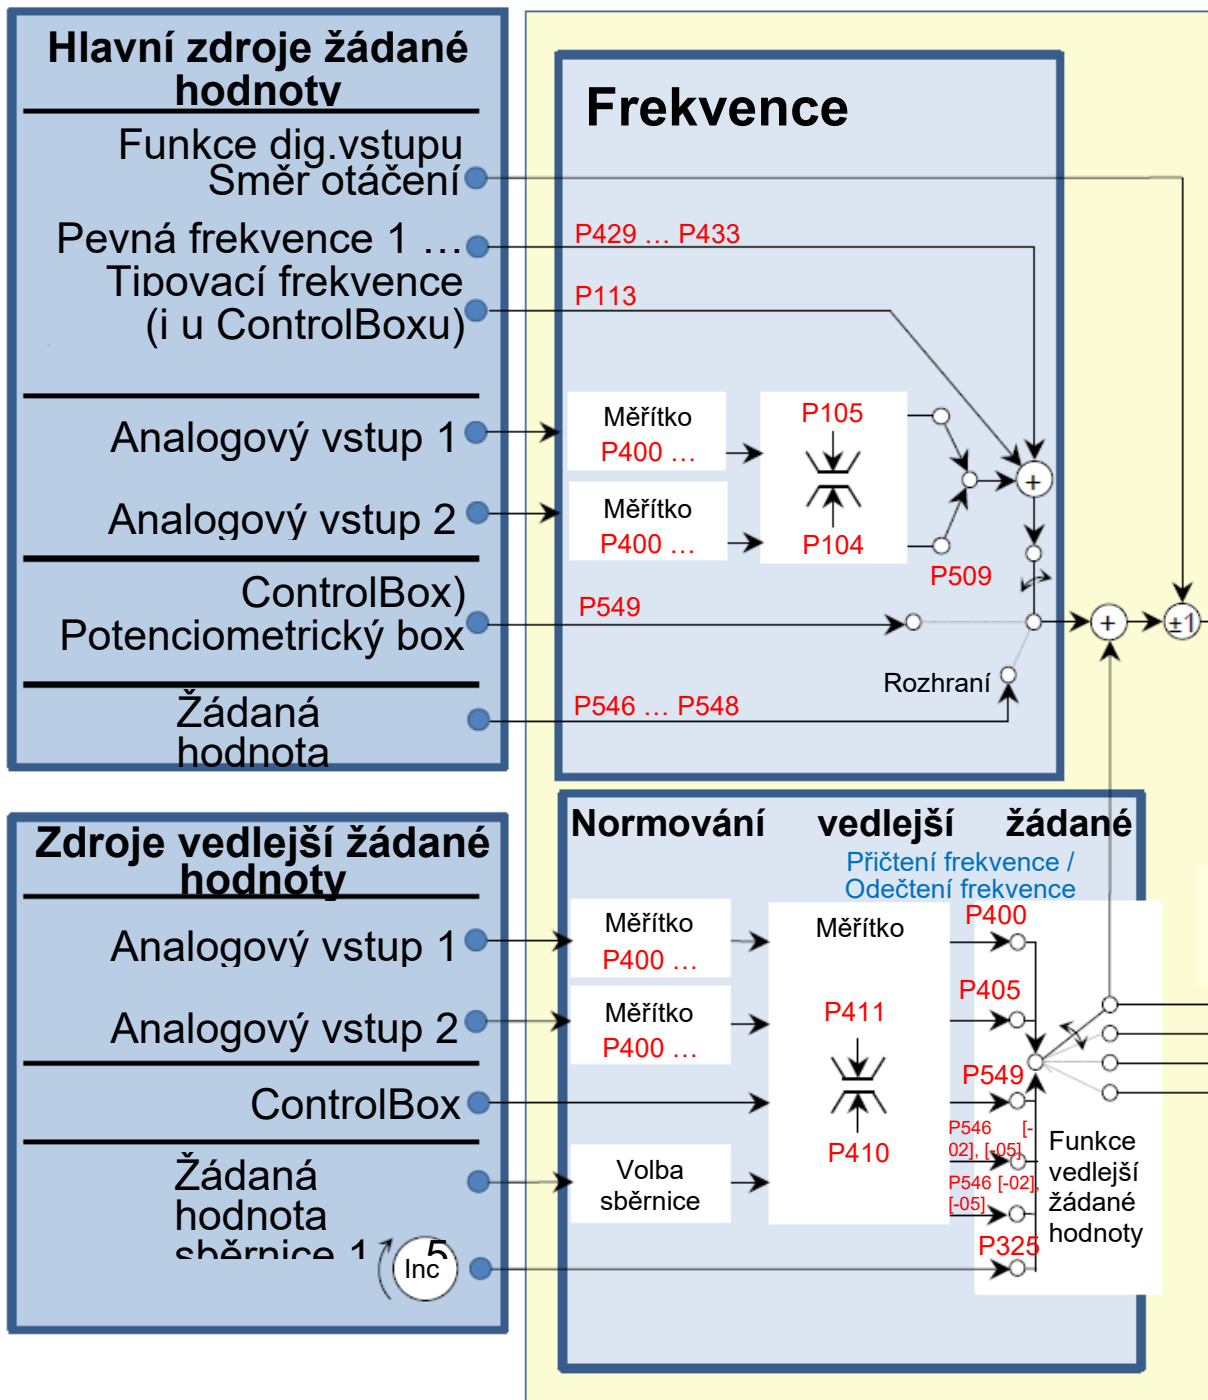 Hlavní zdroje žádané
hodnoty
Funkce dig.vstupu
Směr otáčení
Pevná frekvence 1 ...
Tipovací frekvence
(i u ControlBoxu)
Analogový vstup 1
Analogový vstup 2
ControlBox)
Potenciometrický box
Žádaná
hodnota
Frekvence
P429 ... P433
P113
Měřítko
P400 ...
Měřítko
P400 ...
P105
P104
+
P509
P549
Rozhraní
P546 ... P548
+
±1
Zdroje vedlejší žádané
hodnoty
Analogový vstup 1
Analogový vstup 2
ControlBox
Žádaná
hodnota
sběrnice 1 5
Inc
Normování vedlejší žádané
Přičtení frekvence /
Odečtení frekvence
Měřítko
P400 ...
Měřítko
P400 ...
Volba
sběrnice
Měřítko
P411
P410
P400
P405
P549
P546 [-
02], [-05]
P546 [-02],
[-05]
P325
Funkce
vedlejší
žádané
hodnoty